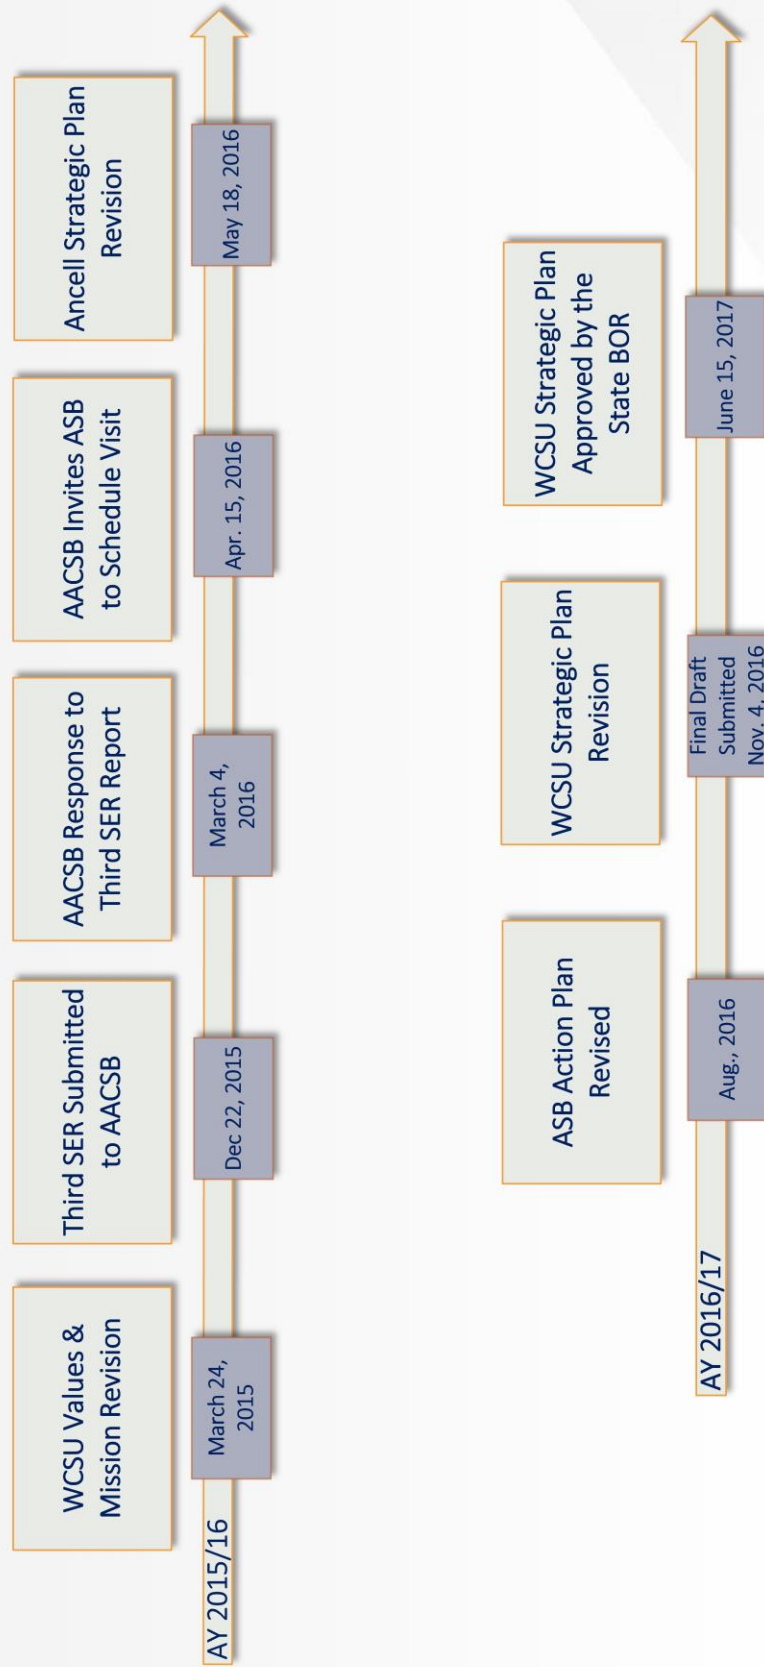 WCSU Values &
Mission Revision
Third SER Submitted
to AACSB
AACSB Response to
Third SER Report
AACSB Invites ASB
to Schedule Visit
Ancell Strategic Plan
Revision
AY 2015/16
March 24,
2015
Dec 22, 2015
March 4,
2016
Apr. 15, 2016
May 18, 2016
ASB Action Plan
Revised
WCSU Strategic Plan
Revision
WCSU Strategic Plan
Approved by the
State BOR
AY 2016/17
Aug., 2016
Final Draft
Submitted
Nov. 4, 2016
June 15, 2017